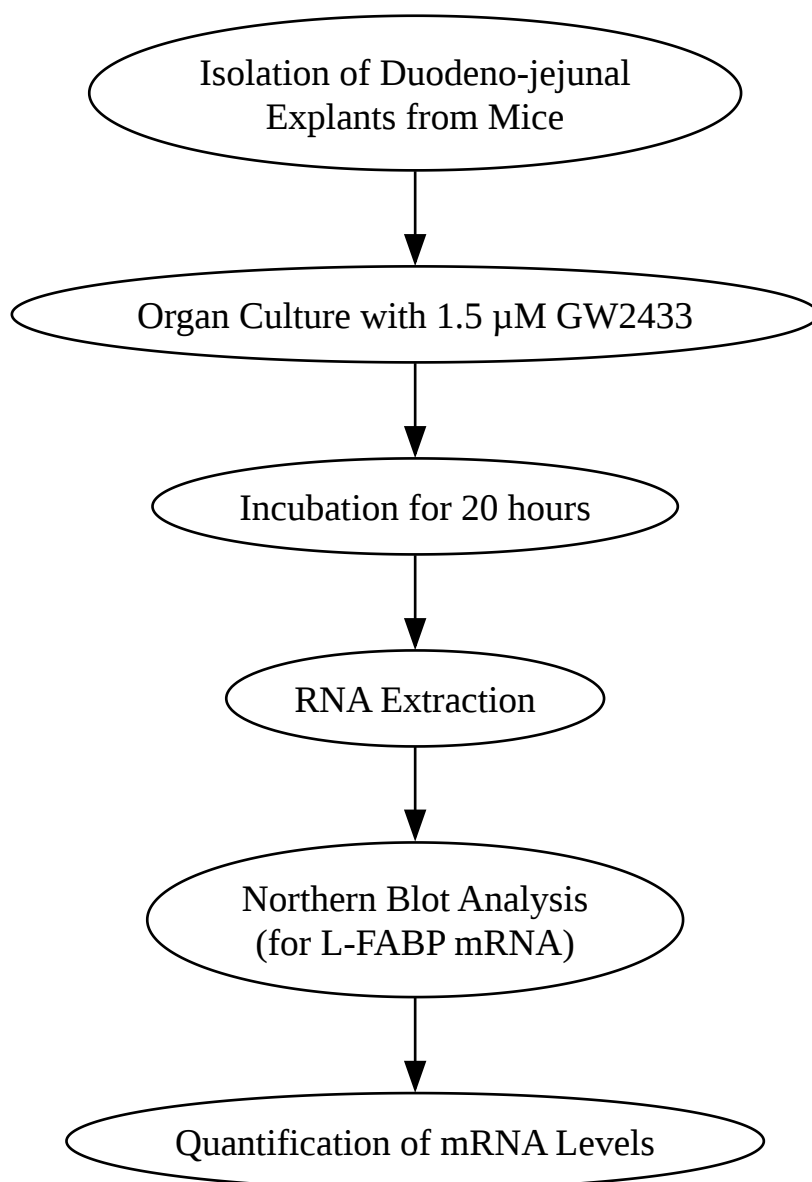 Isolation of Duodeno-jejunal
Explants from Mice
Organ Culture with 1.5 µM GW2433
Incubation for 20 hours
RNA Extraction
Northern Blot Analysis
(for L-FABP mRNA)
Quantification of mRNA Levels